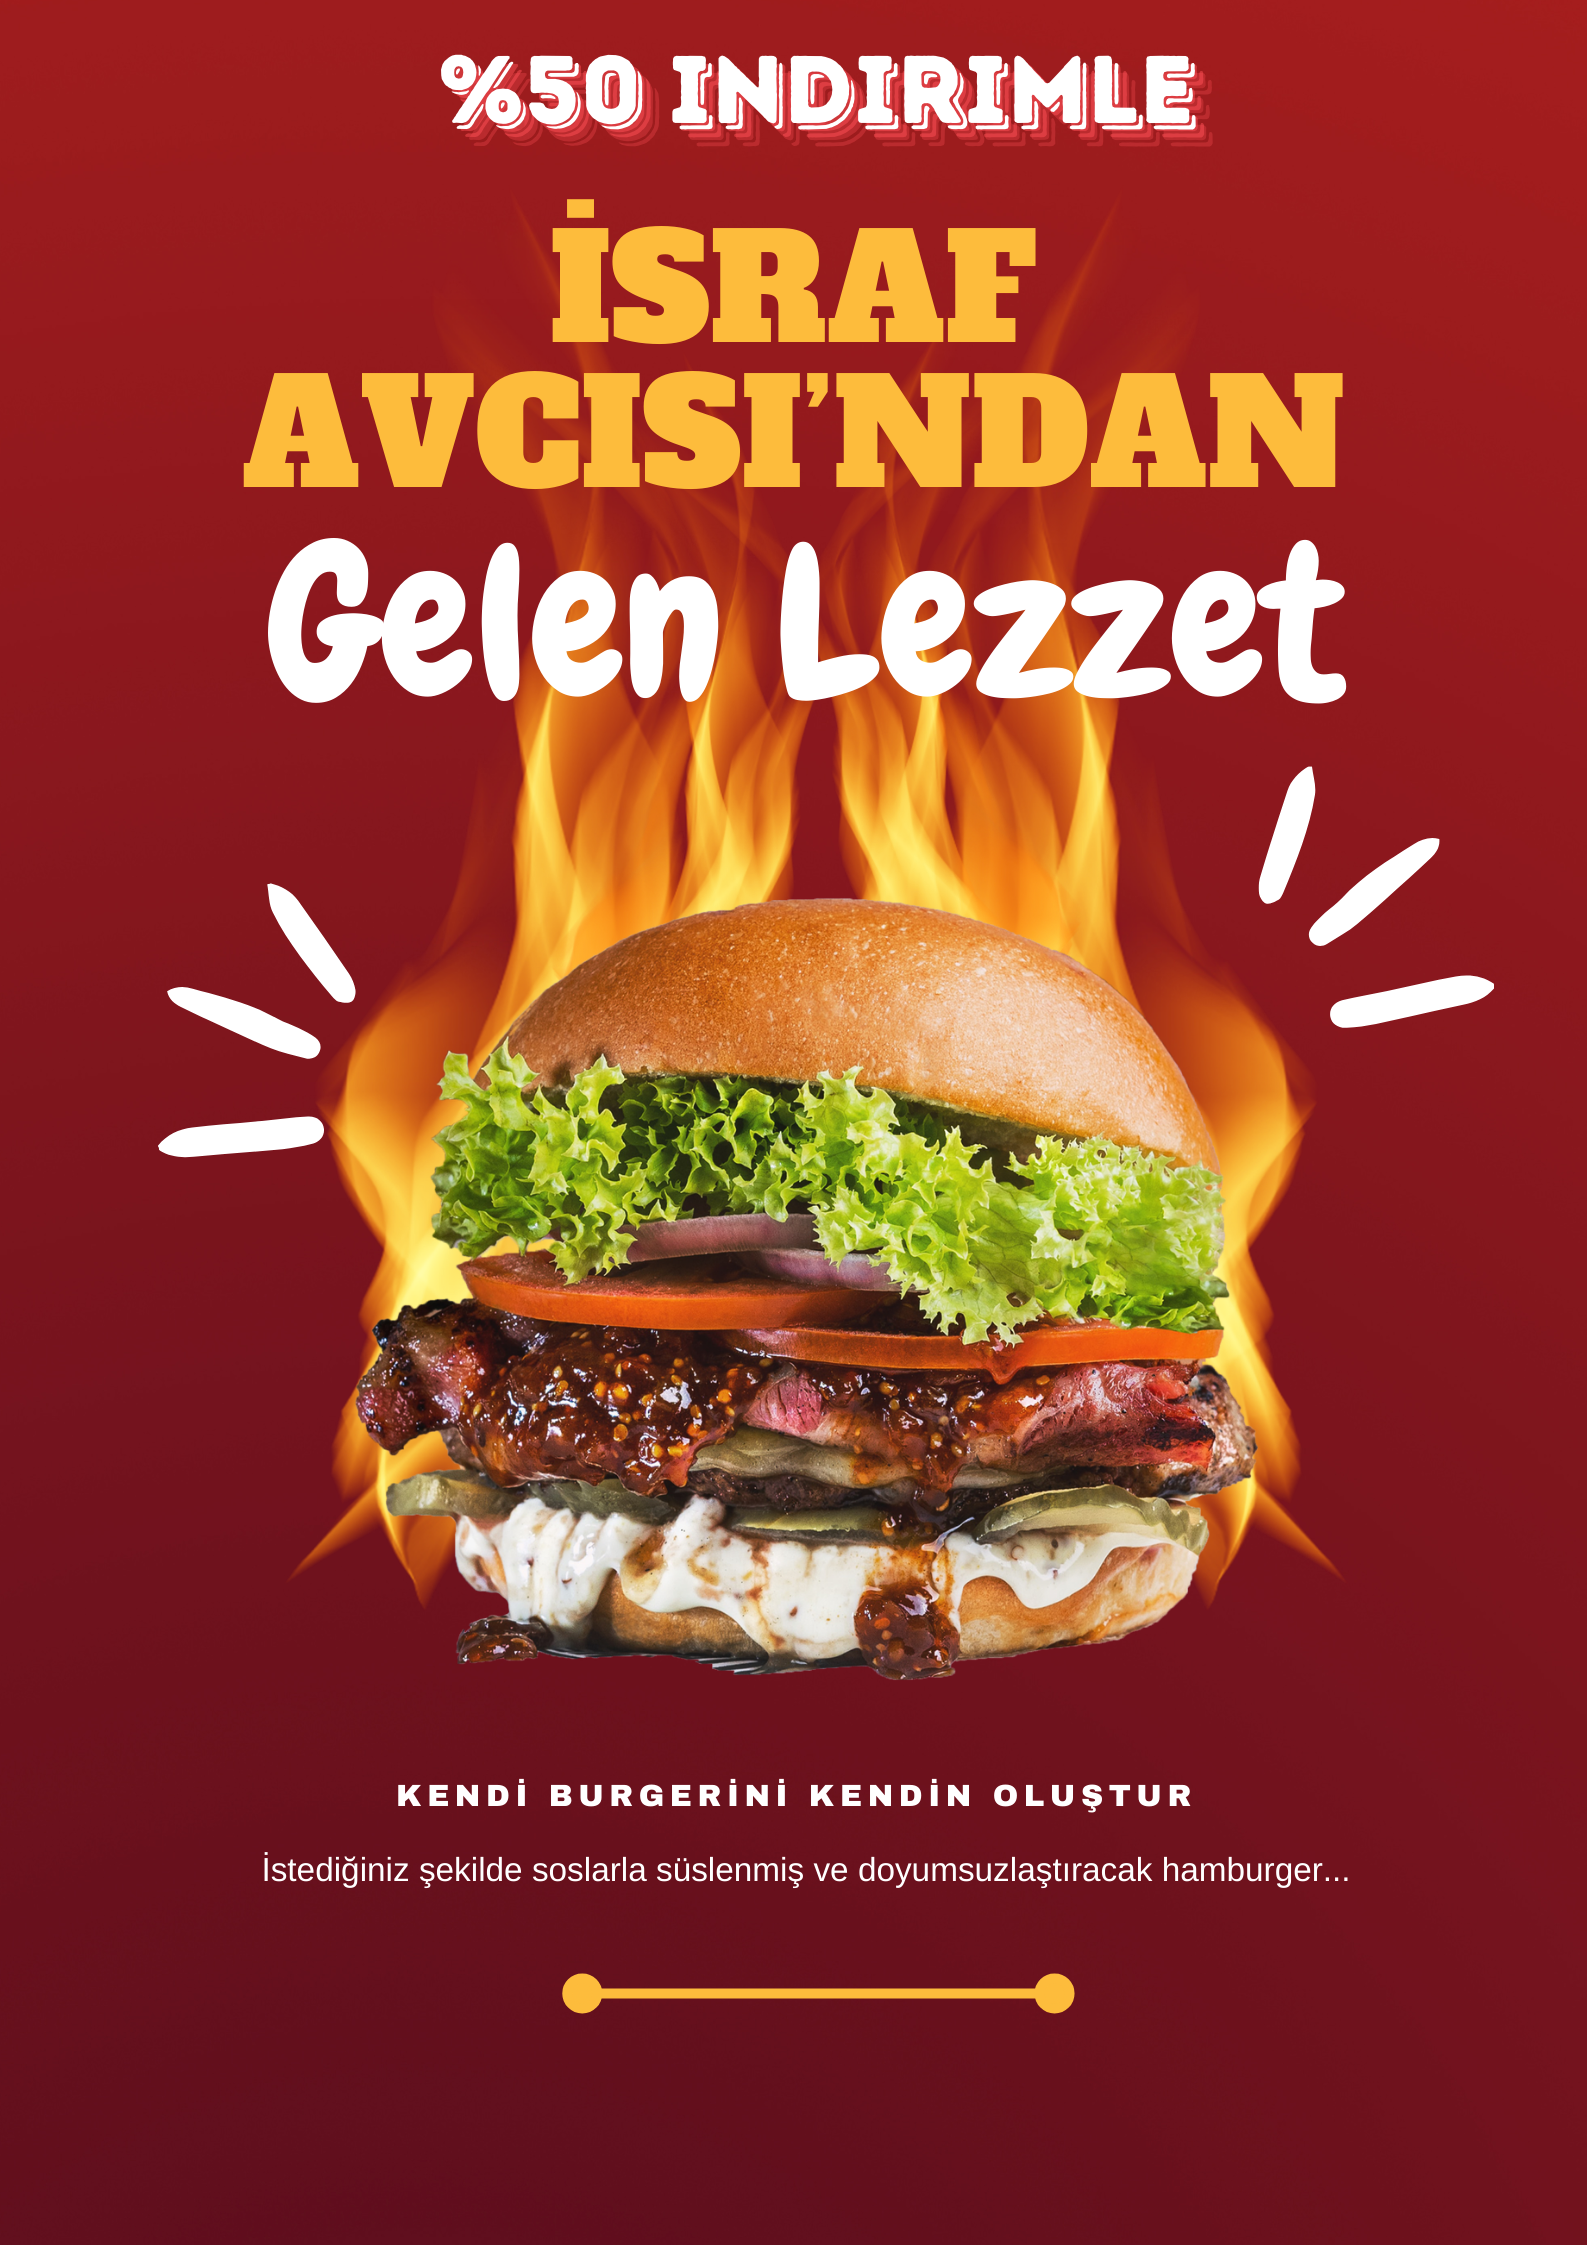 %50 INDIRIMLE
İSRAF
AVCISI’NDAN
Gelen Lezzet
KENDİ BURGERİNİ KENDİN OLUŞTUR
İstediğiniz şekilde soslarla süslenmiş ve doyumsuzlaştıracak hamburger...